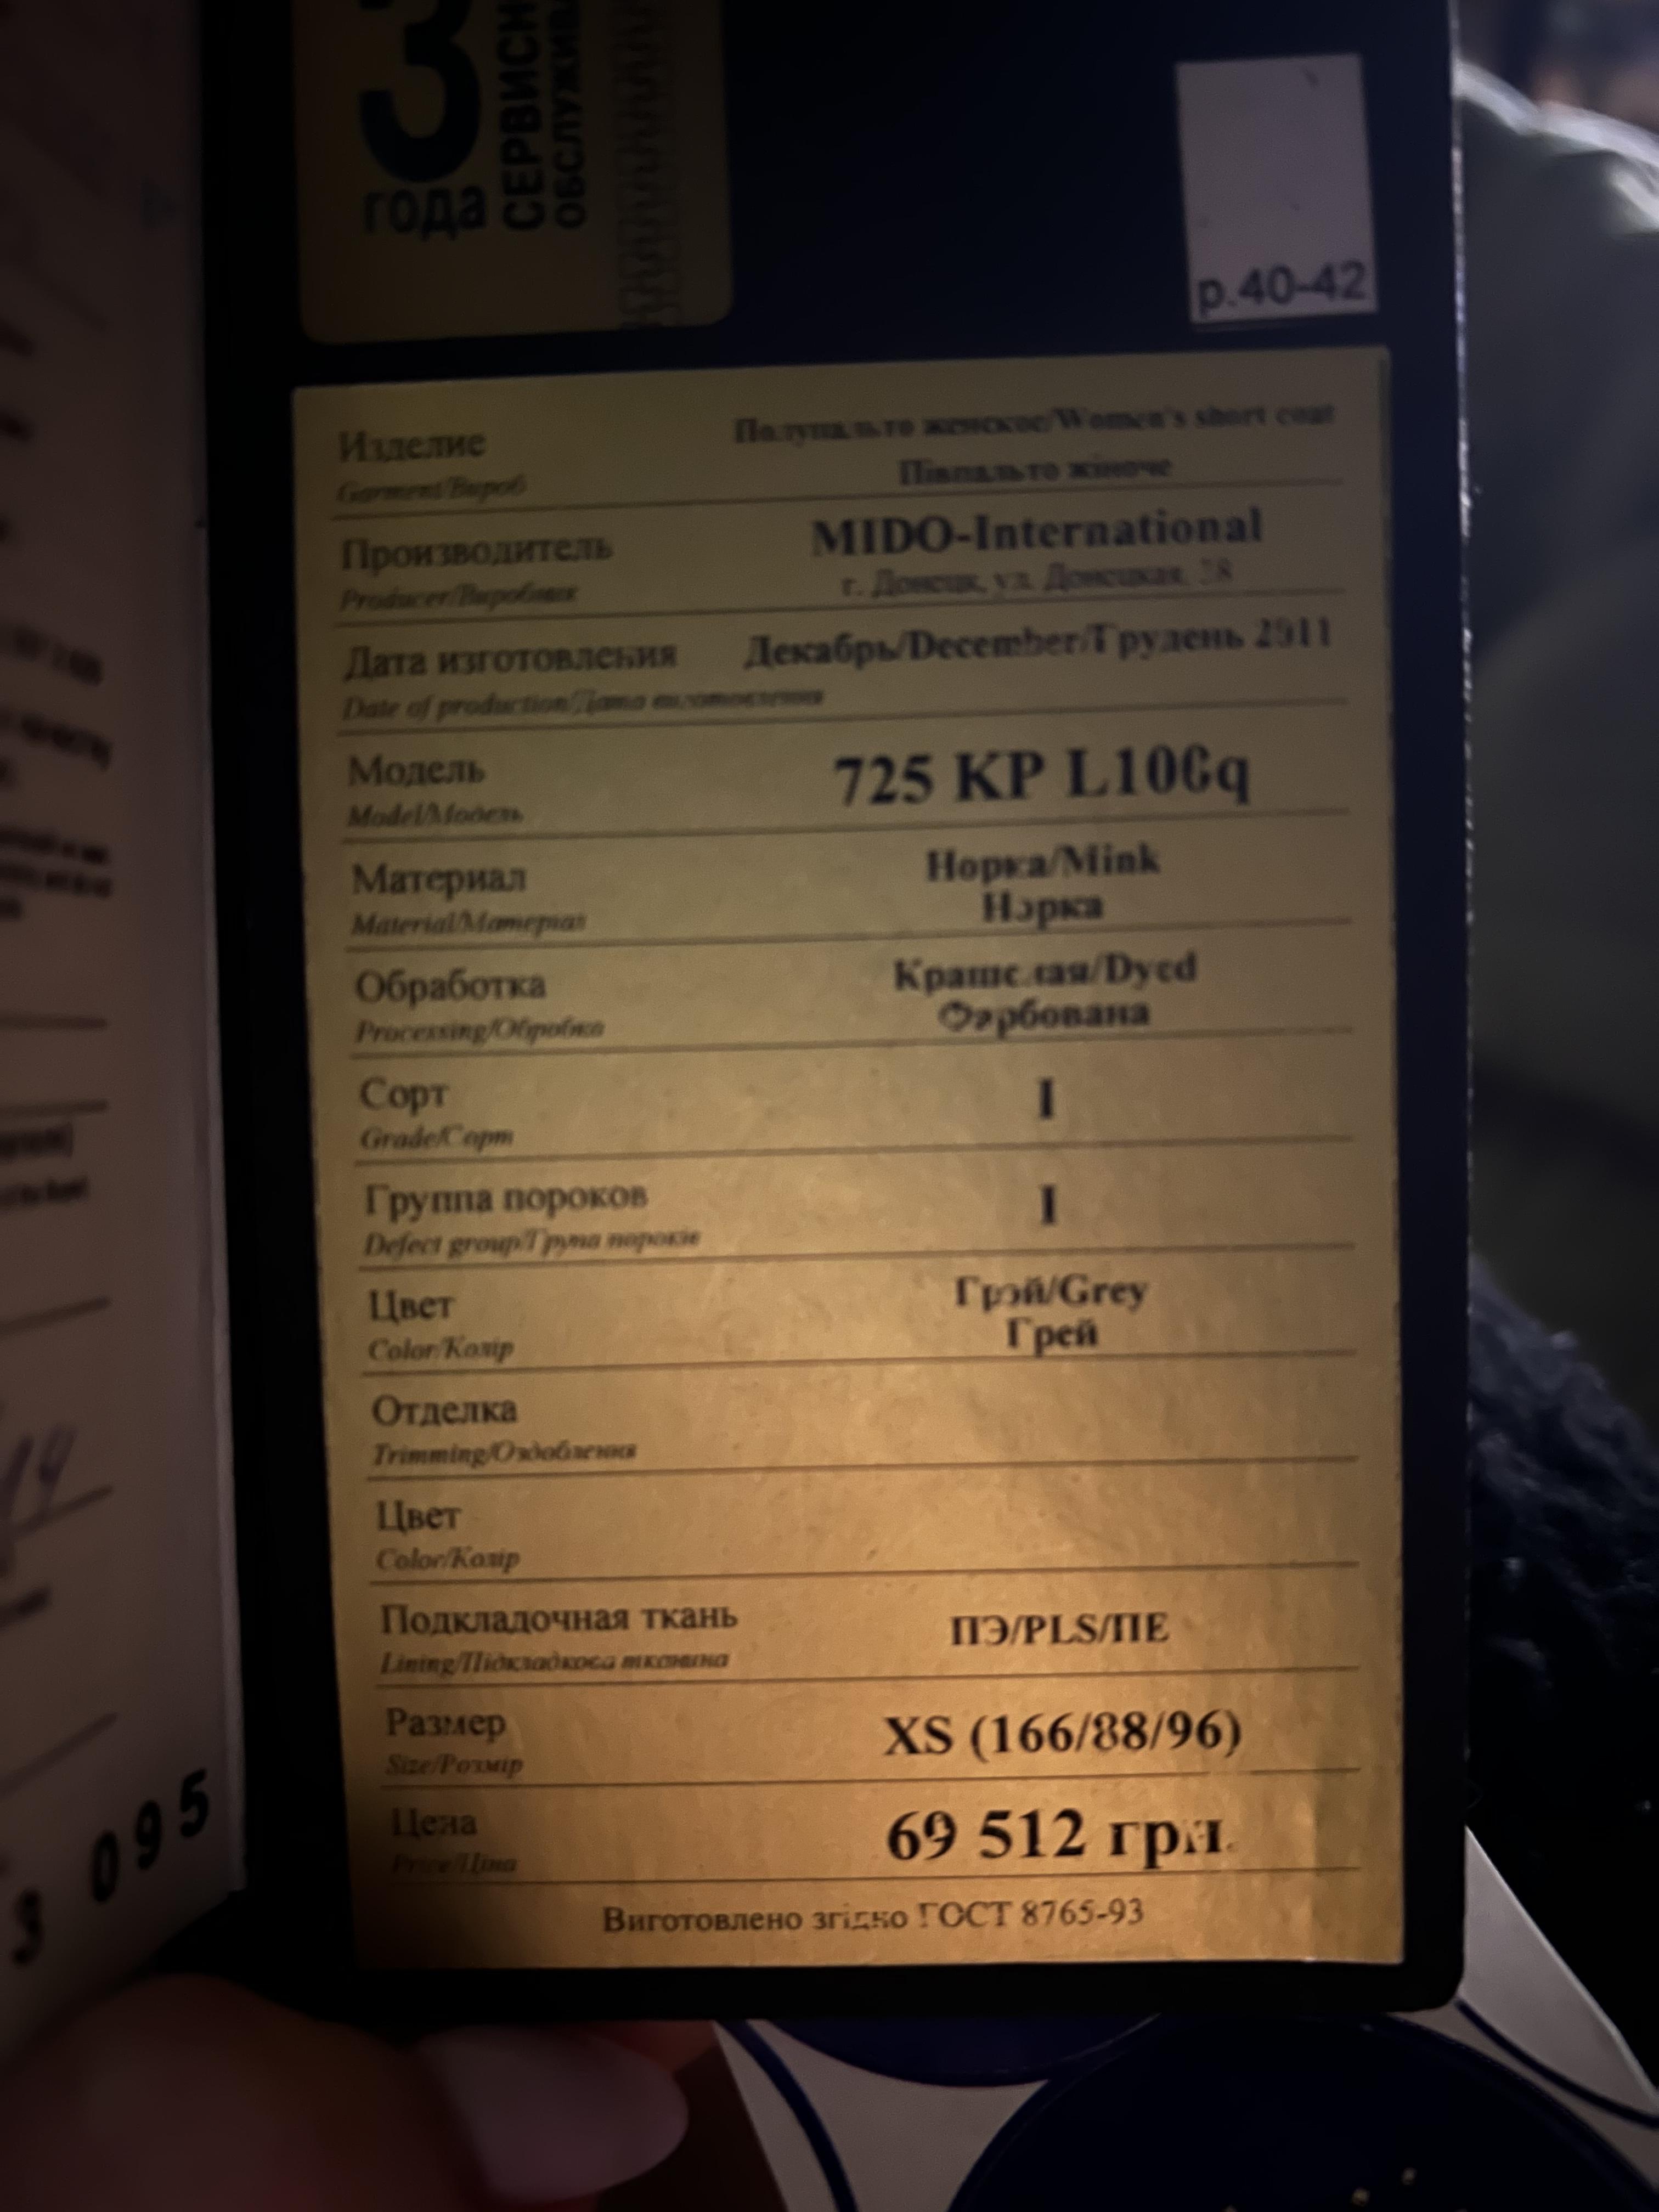 3
года
СЕРВИСН
ОБСЛУЖИВА
р.40-42
Изделие Полупальто женское/Women's short coat
Garment/Виріб Півпальто жіноче
Производитель MIDO-International
Producer/Виробник г. Донецк, ул. Донецкая,
Дата изготовления Декабрь/December/Грудень 2011
Date of production/Дата виготовлення
Модель 725 KP L106q
Model/Модель
Материал Норка/Mink
Material/Матеріал Норка
Обработка Крашеная/Dyed
Processing/Обробка Фарбована
Сорт I
Grade/Сорт
Группа пороков I
Defect group/Група пороків
Цвет Грэй/Grey
Color/Колір Грей
Отделка
Trimming/Оздоблення
Цвет
Color/Колір
Подкладочная ткань ПЭ/PLS/ПЕ
Lining/Підкладкова тканина
Размер XS (166/88/96)
Size/Розмір
Цена 69 512 грн.
Price/Ціна
Виготовлено згідно ГОСТ 8765-93
14
3 095